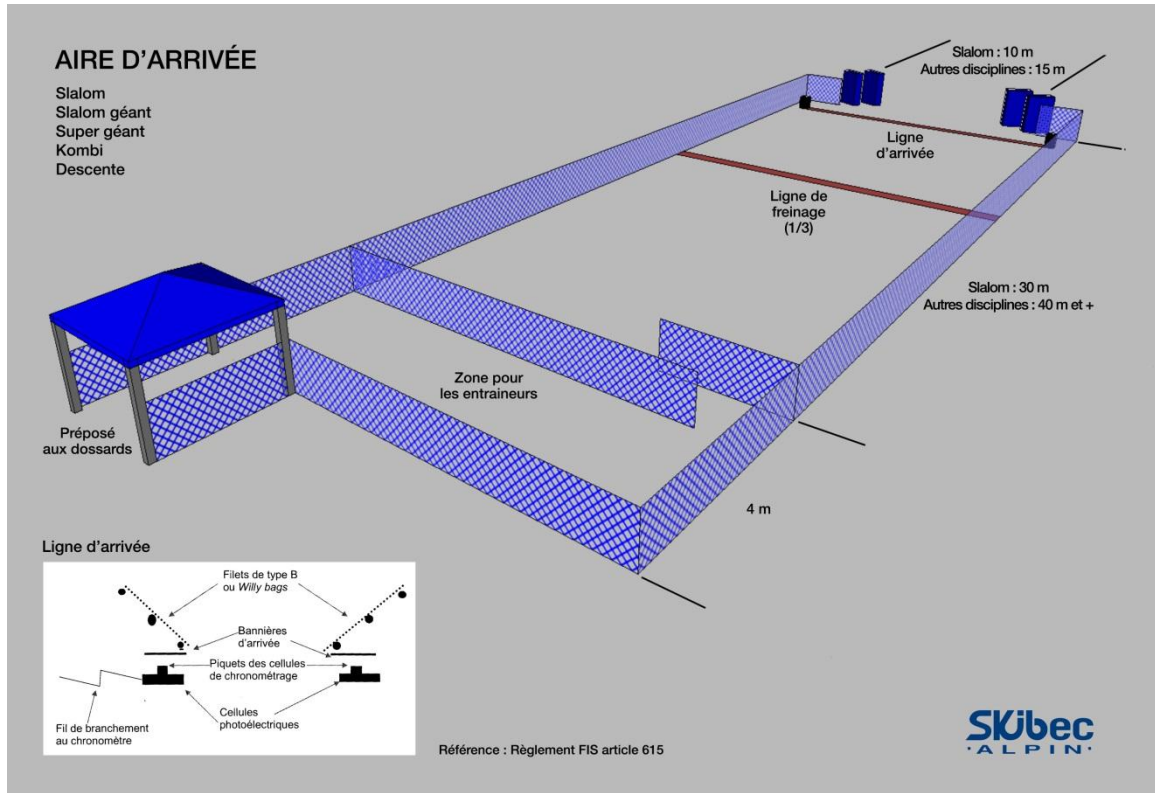 AIRE D'ARRIVÉE
Slalom
Slalom géant
Super géant
Kombi
Descente
Slalom : 10 m
Autres disciplines : 15 m
Ligne
d'arrivée
Ligne de
freinage
(1/3)
Slalom : 30 m
Autres disciplines : 40 m et +
Zone pour
les entraineurs
Préposé
aux dossards
4 m
Ligne d'arrivée
Filets de type B
ou Willy bags
Bannières
d'arrivée
Piquets des cellules
de chronométrage
Cellules
photoélectriques
Fil de branchement
au chronomètre
Référence : Règlement FIS article 615
Skibec
·ALPIN·